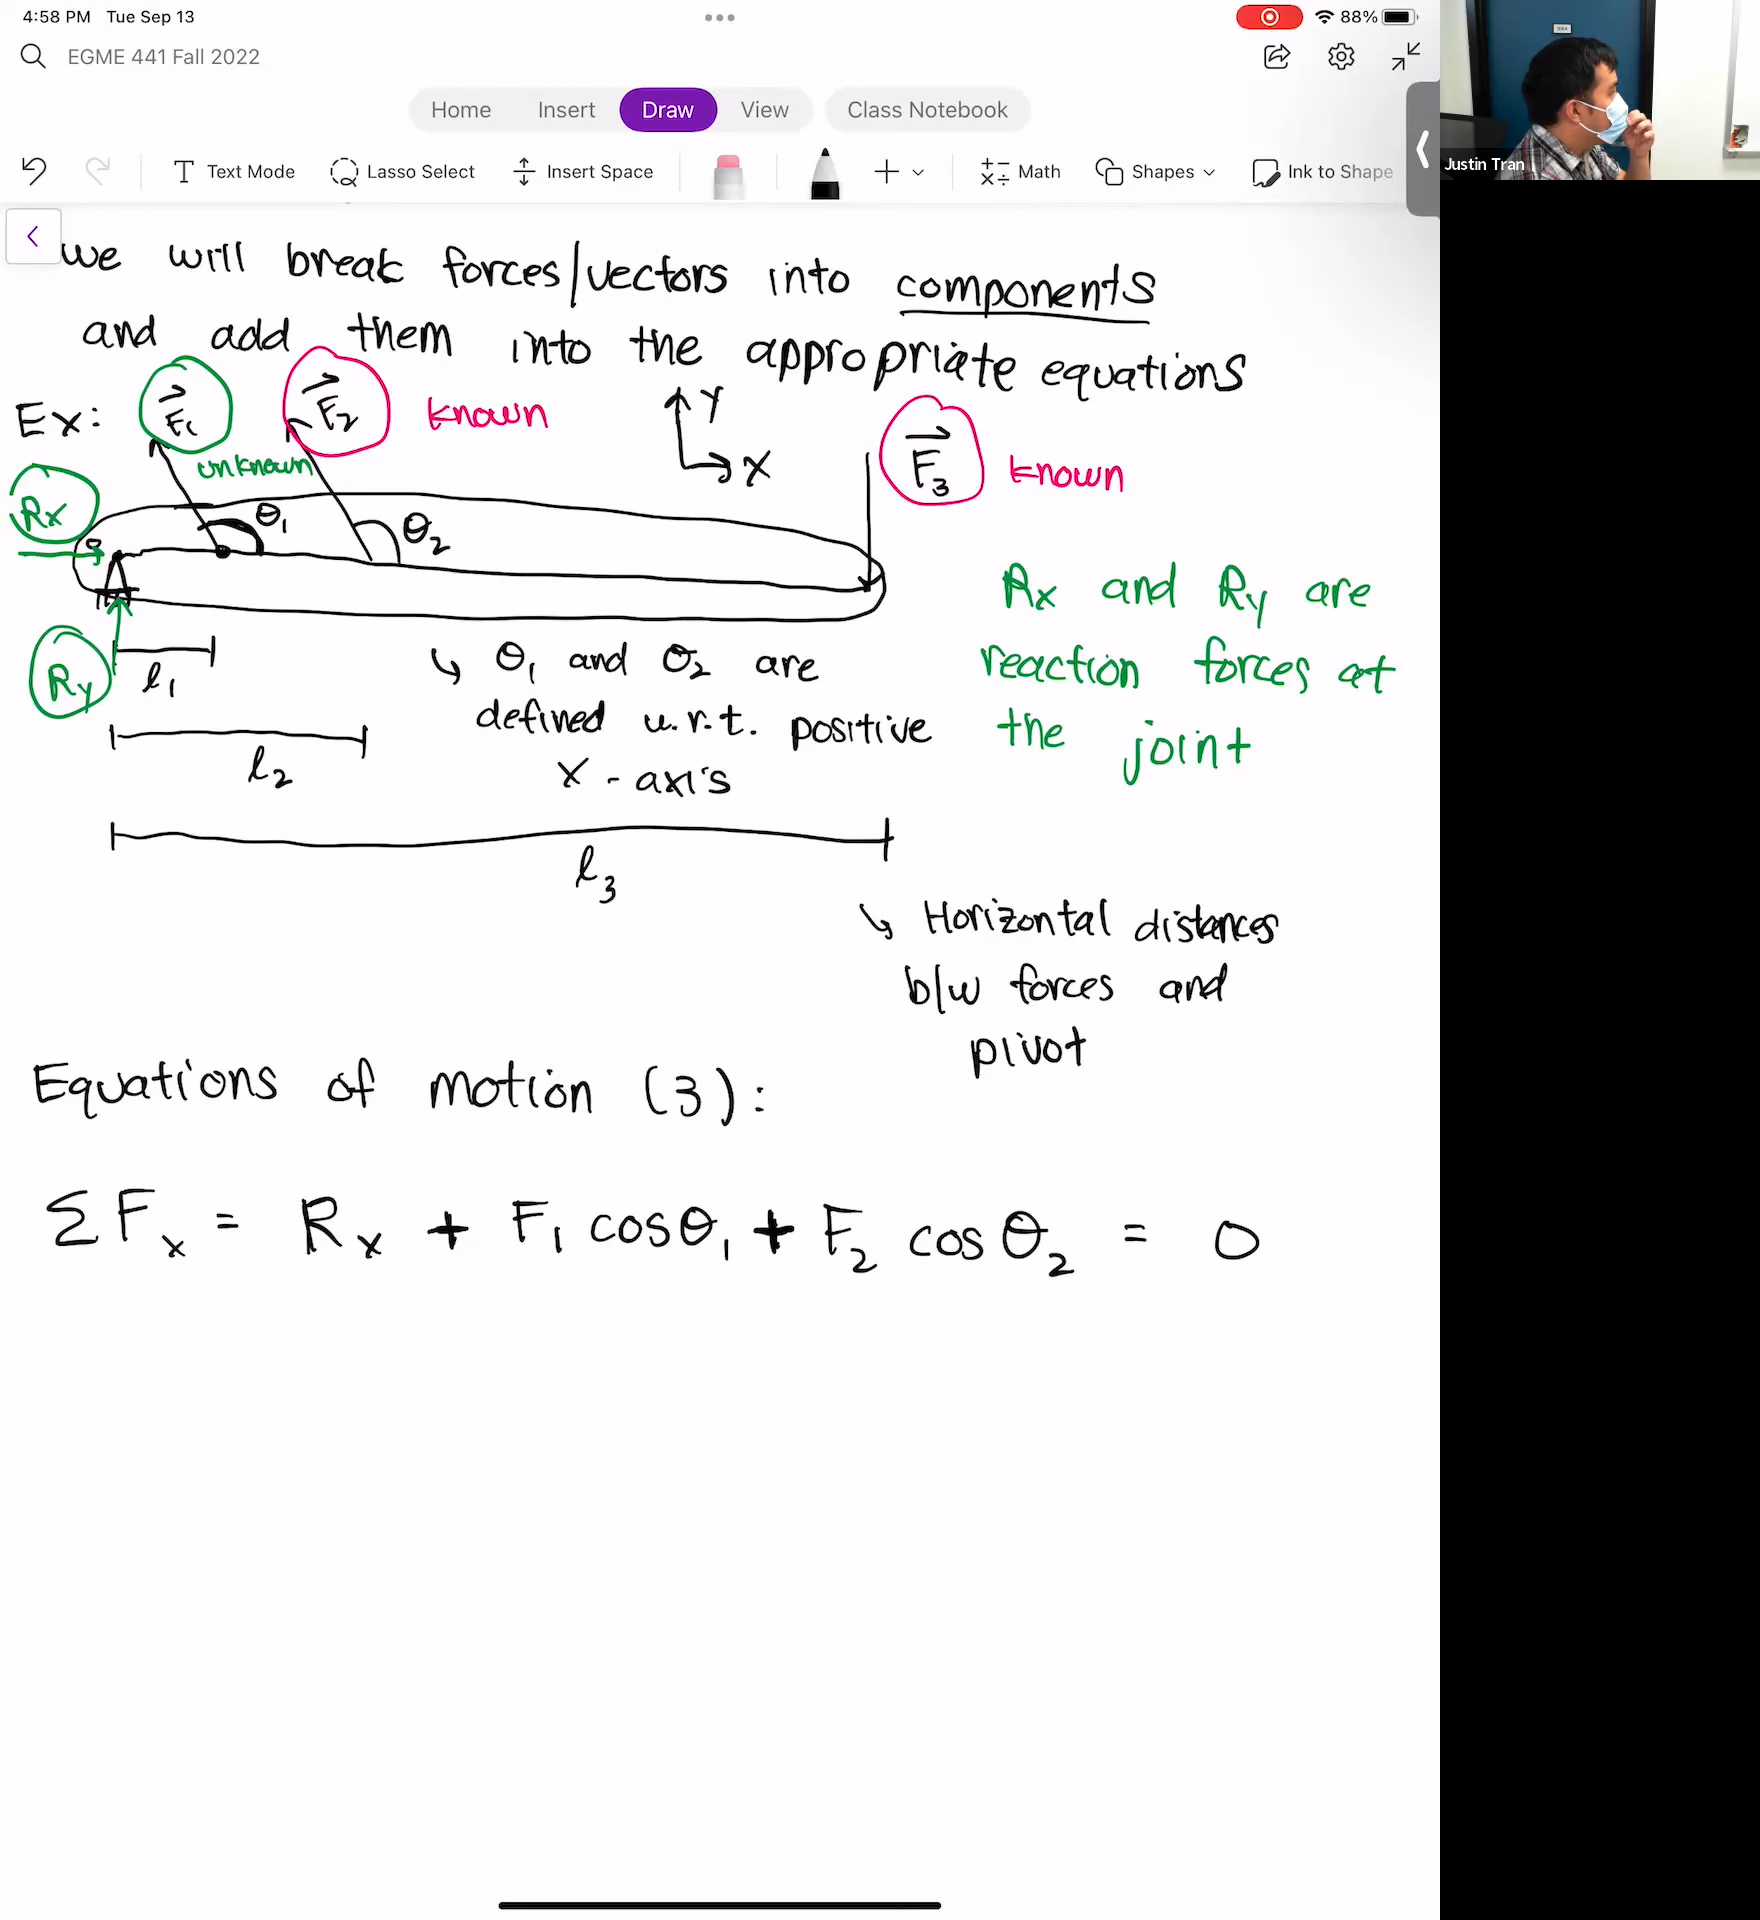 4:58 PM Tue Sep 13
88%
EGME 441 Fall 2022
Home Insert Draw View Class Notebook
Text Mode Lasso Select Insert Space Math Shapes Ink to Shape
Justin Tran
we will break forces/vectors into components
and add them into the appropriate equations
Ex: F₁ F₂ known Y
unknown X F₃ known
Rx θ₁ θ₂
Rx and Ry are
reaction forces at
the joint
Ry l₁
↳ θ₁ and θ₂ are
defined w.r.t. positive
x-axis
l₂
l₃
↳ Horizontal distances
b/w forces and
pivot
Equations of motion (3):
ΣFx = Rx + F₁ cosθ₁ + F₂ cosθ₂ = 0